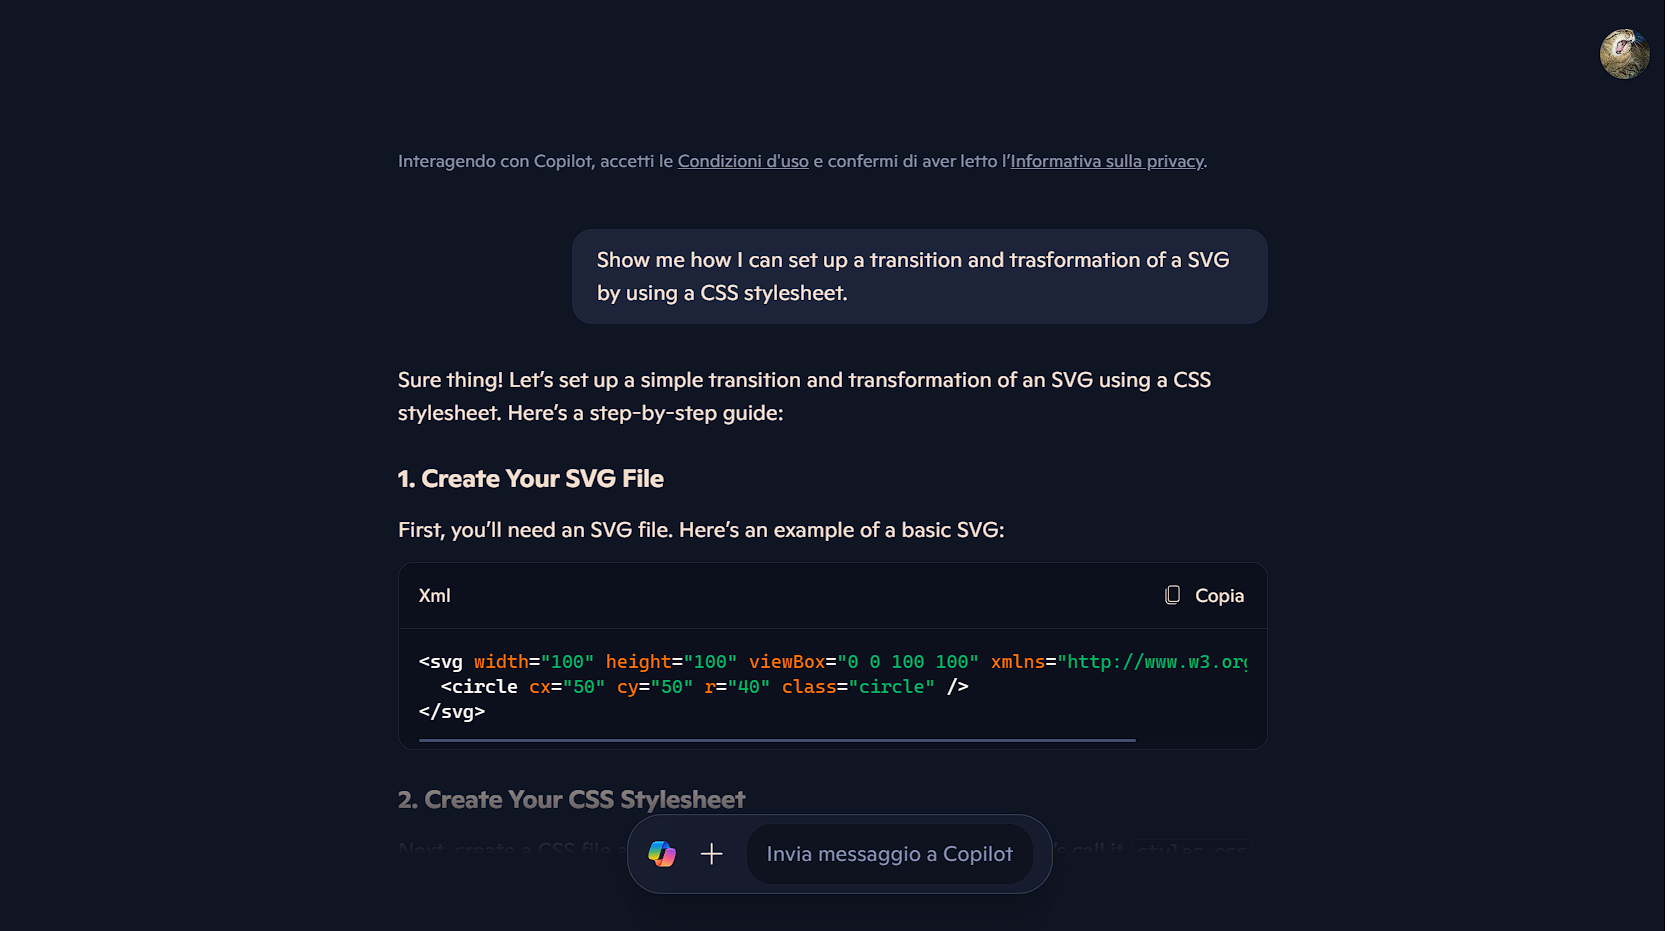 Interagendo con Copilot, accetti le Condizioni d'uso e confermi di aver letto l'Informativa sulla privacy.
Show me how I can set up a transition and trasformation of a SVG
by using a CSS stylesheet.
Sure thing! Let's set up a simple transition and transformation of an SVG using a CSS
stylesheet. Here's a step-by-step guide:
1. Create Your SVG File
First, you'll need an SVG file. Here's an example of a basic SVG:
Xml
Copia
<svg width="100" height="100" viewBox="0 0 100 100" xmlns="http://www.w3.org
  <circle cx="50" cy="50" r="40" class="circle" />
</svg>
2. Create Your CSS Stylesheet
Next, create a CSS file call it styles.css
Invia messaggio a Copilot